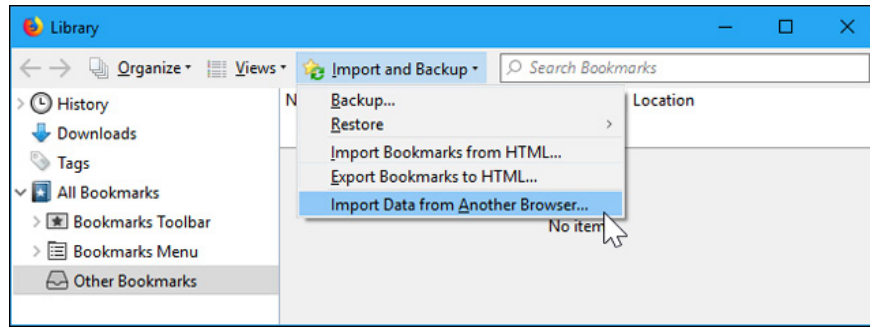 Library
Organize Views Import and Backup Search Bookmarks
History
Downloads
Tags
All Bookmarks
Bookmarks Toolbar
Bookmarks Menu
Other Bookmarks
N Location
Backup...
Restore
Import Bookmarks from HTML...
Export Bookmarks to HTML...
Import Data from Another Browser...
No item